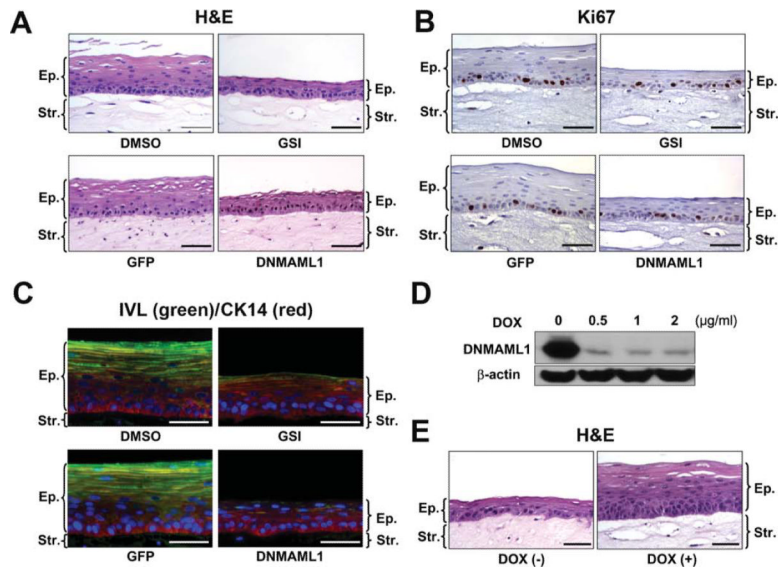 A
H&E
Ep.
Str.
Ep.
Str.
DMSO
GSI
Ep.
Str.
Ep.
Str.
GFP
DNMAML1
B
Ki67
Ep.
Str.
Ep.
Str.
DMSO
GSI
Ep.
Str.
Ep.
Str.
GFP
DNMAML1
C
IVL (green)/CK14 (red)
Ep.
Str.
Ep.
Str.
DMSO
GSI
Ep.
Str.
Ep.
Str.
GFP
DNMAML1
D
DOX 0 0.5 1 2 (µg/ml)
DNMAML1
β-actin
E
H&E
Ep.
Str.
Ep.
Str.
DOX (-)
DOX (+)